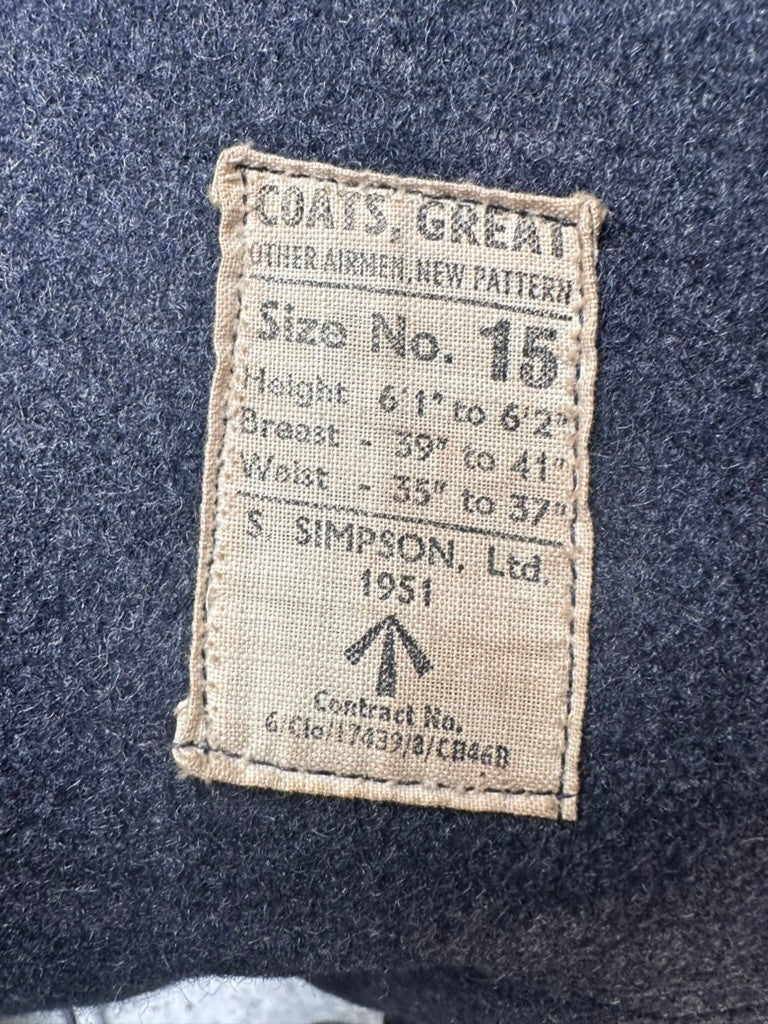 COATS, GREAT
OTHER AIRMEN, NEW PATTERN
Size No. 15
Height 6'1" to 6'2"
Breast - 39" to 41"
Waist - 35" to 37"
S. SIMPSON, Ltd.
1951
Contract No.
6/Clo/17439/8/CB46B